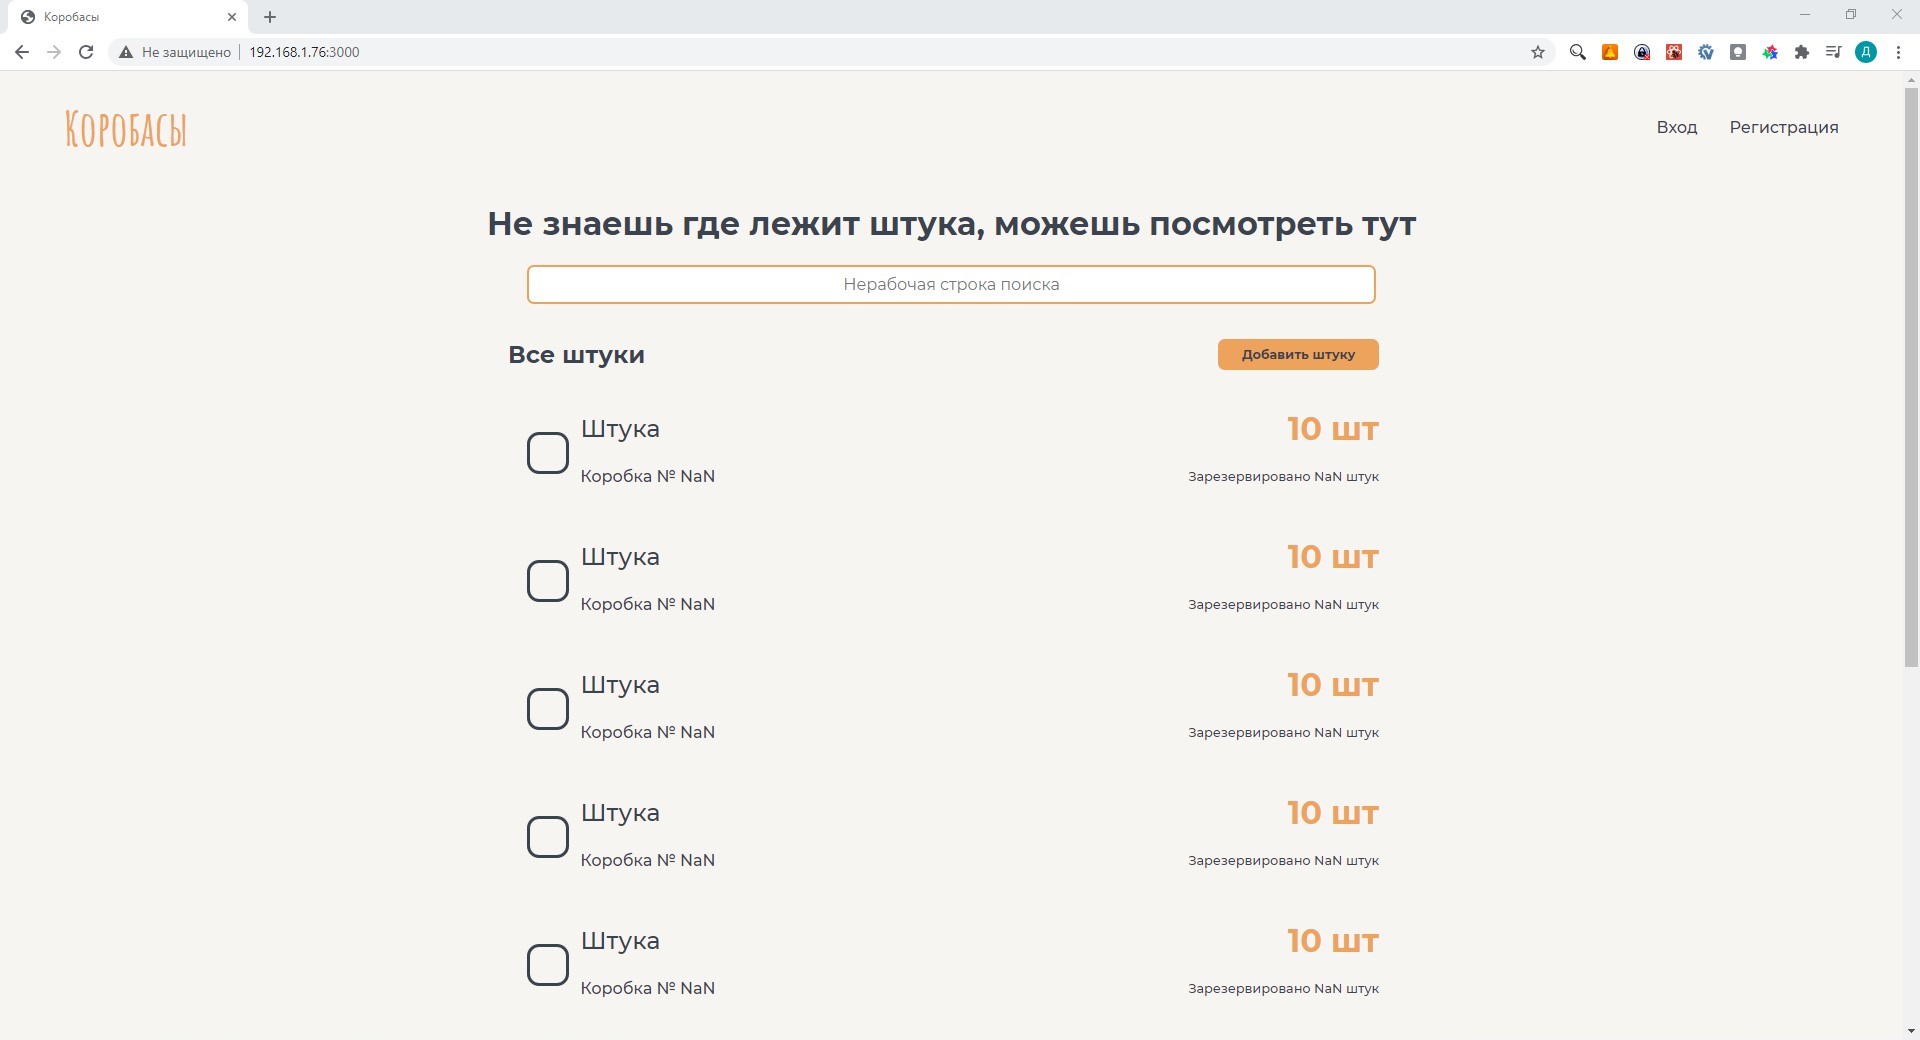 Коробасы
Не защищено
192.168.1.76:3000
Д
Коробасы
Вход
Регистрация
Не знаешь где лежит штука, можешь посмотреть тут
Нерабочая строка поиска
Все штуки
Добавить штуку
Штука
10 шт
Коробка № NaN
Зарезервировано NaN штук
Штука
10 шт
Коробка № NaN
Зарезервировано NaN штук
Штука
10 шт
Коробка № NaN
Зарезервировано NaN штук
Штука
10 шт
Коробка № NaN
Зарезервировано NaN штук
Штука
10 шт
Коробка № NaN
Зарезервировано NaN штук